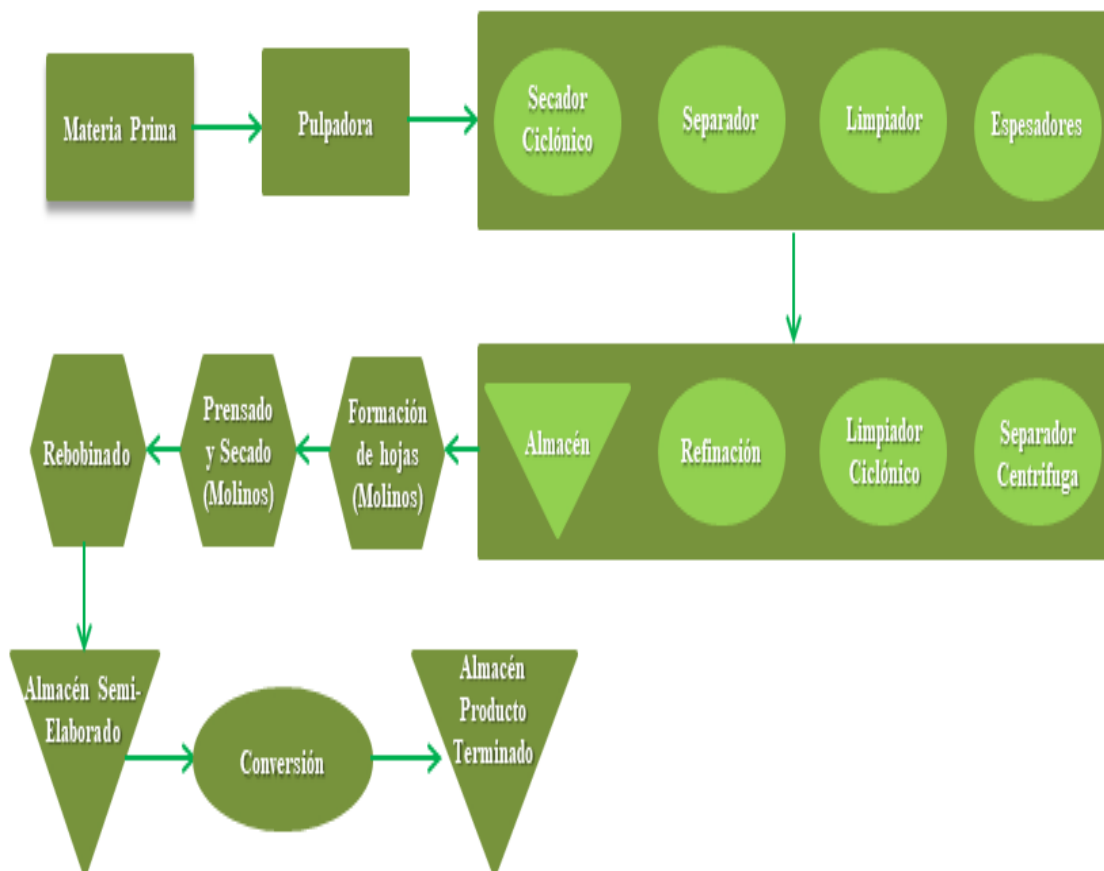 Materia Prima
Pulpadora
Secador
Ciclónico
Separador
Limpiador
Espesadores
Rebobinado
Prensado
y Secado
(Molinos)
Formación
de hojas
(Molinos)
Almacén
Refinación
Limpiador
Ciclónico
Separador
Centrifuga
Almacén Semi-
Elaborado
Conversión
Almacén
Producto
Terminado